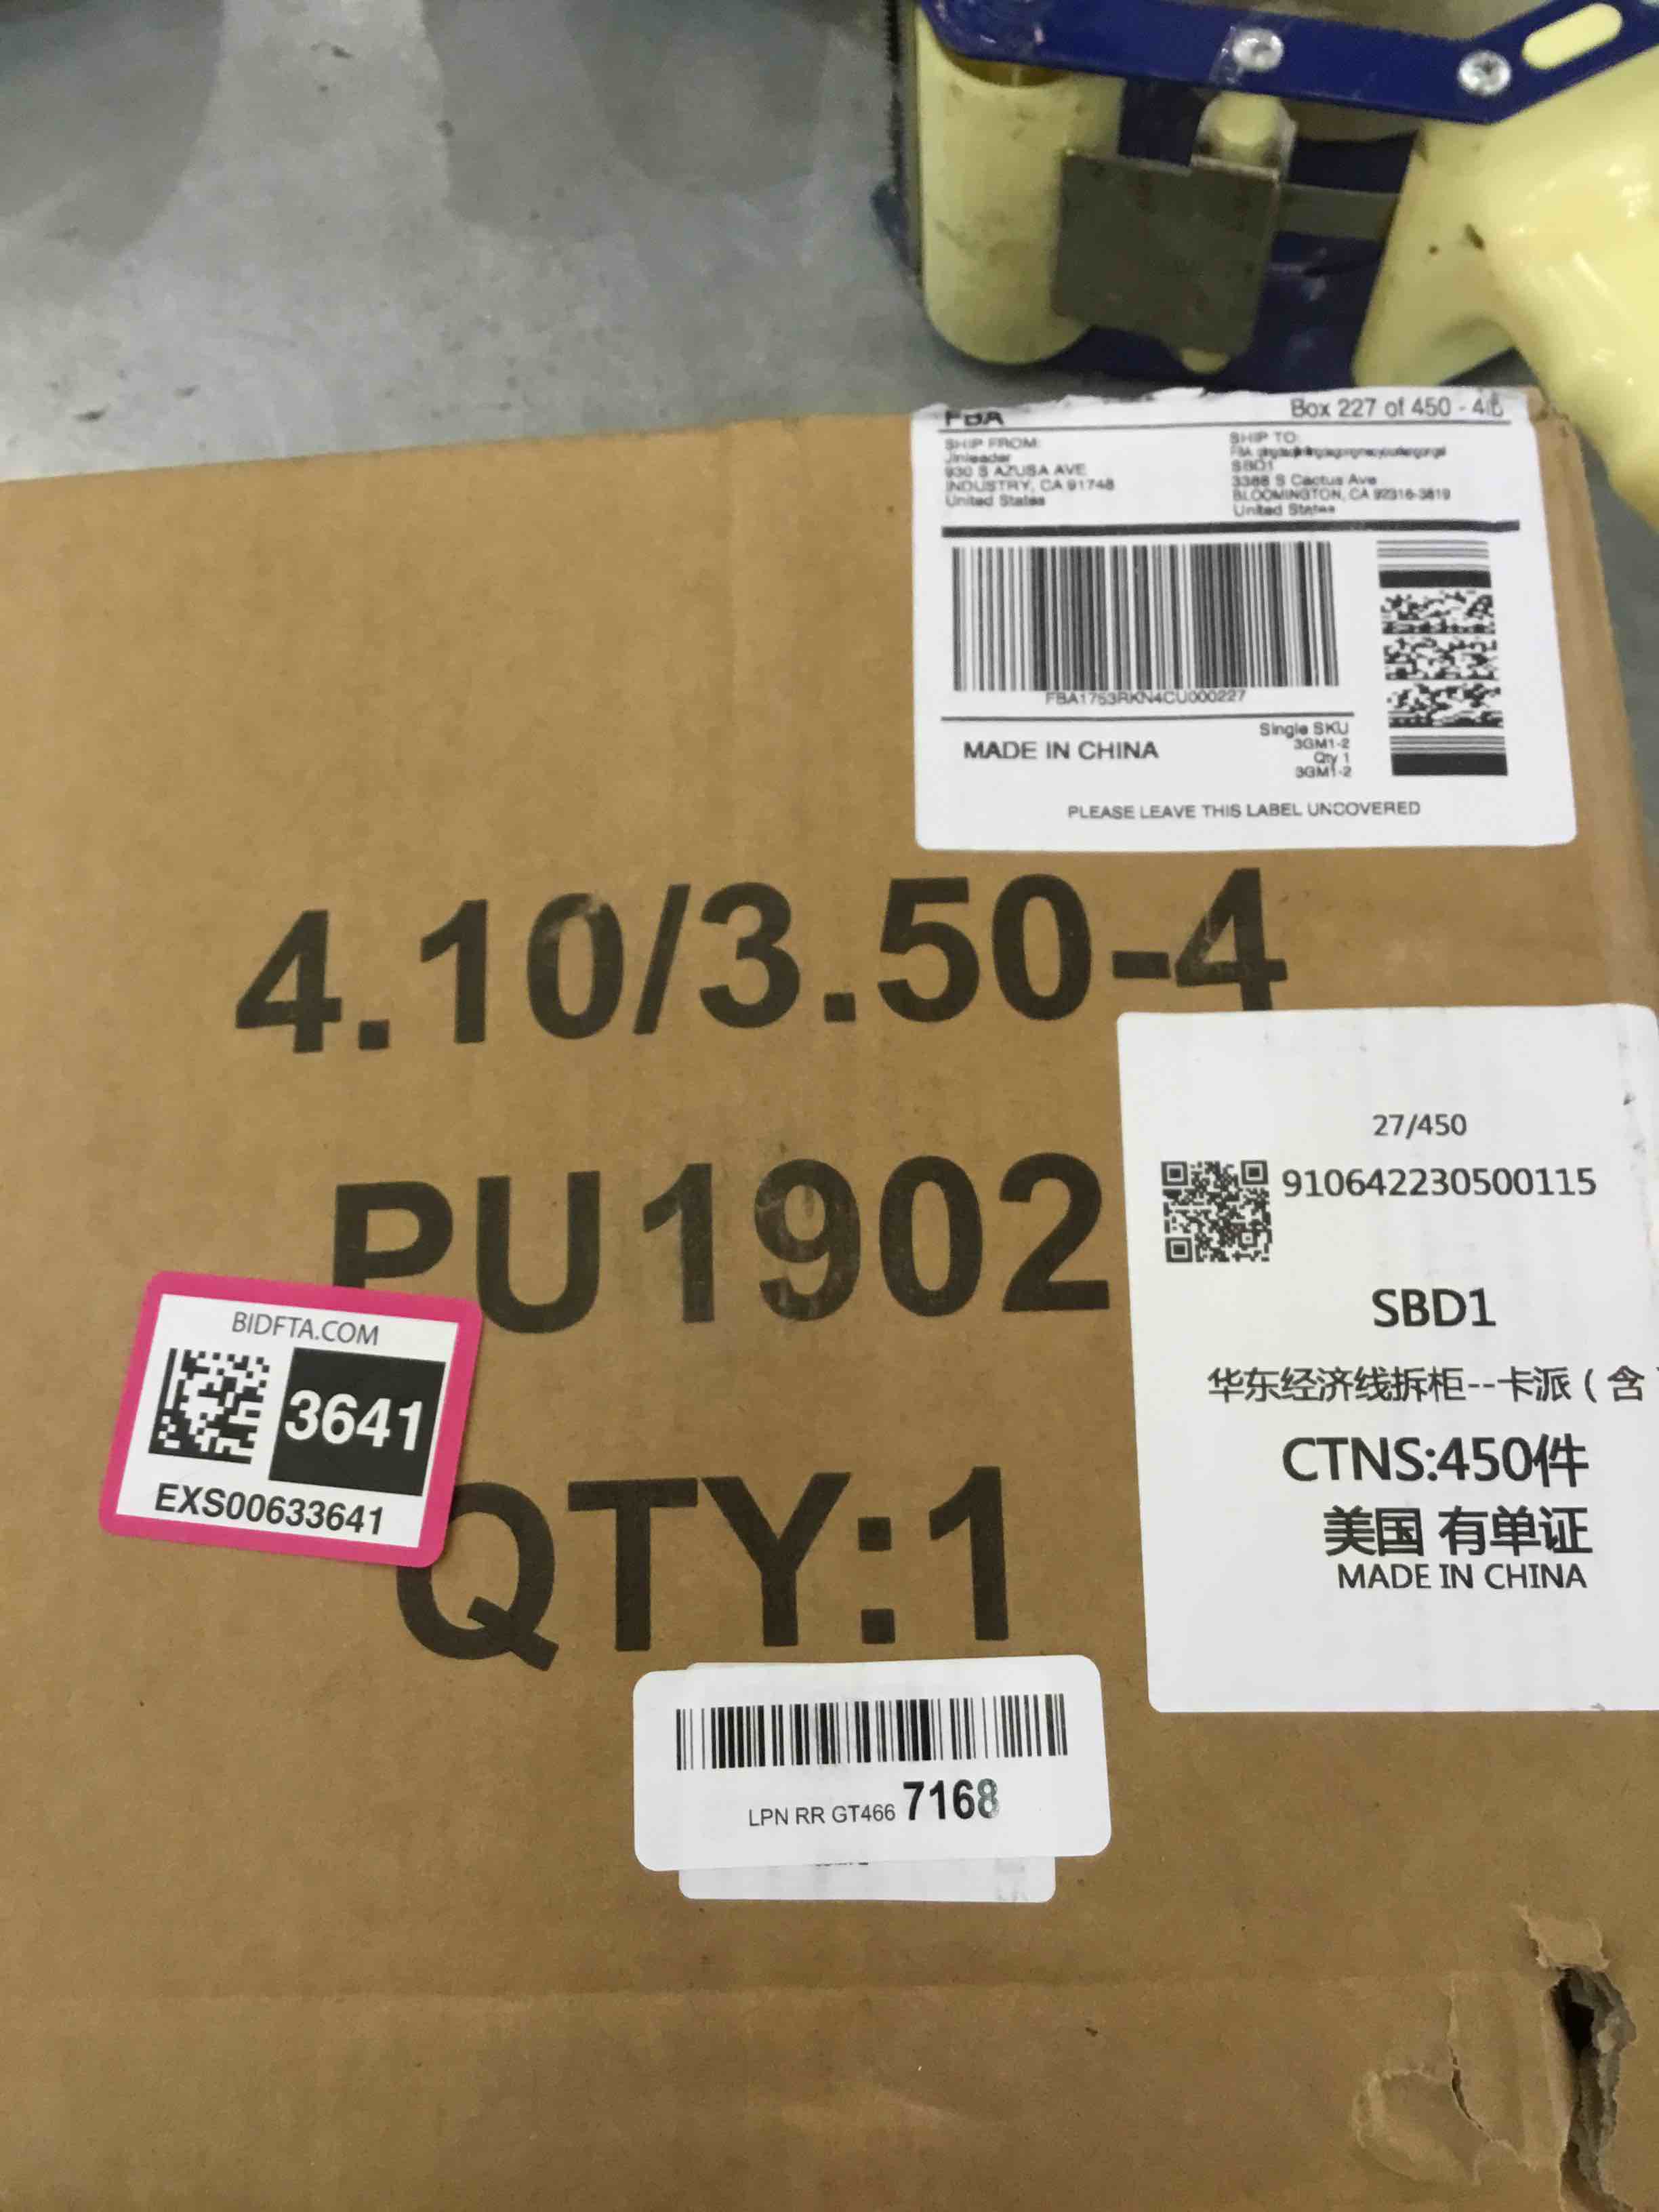 FBA
Box 227 of 450 - 4lb
SHIP FROM:
Jinleader
930 S AZUSA AVE
INDUSTRY, CA 91748
United States
SHIP TO:
FBA:
SBD1
3388 S Cactus Ave
BLOOMINGTON, CA 92316-3819
United States
FBA1753RKN4CU000227
MADE IN CHINA
Single SKU
3GM1-2
Qty 1
3GM1-2
PLEASE LEAVE THIS LABEL UNCOVERED
4.10/3.50-4
PU1902
QTY:1
27/450
910642230500115
SBD1
华东经济线拆柜--卡派(含
CTNS:450件
美国 有单证
MADE IN CHINA
BIDFTA.COM
3641
EXS00633641
LPN RR GT466 7168